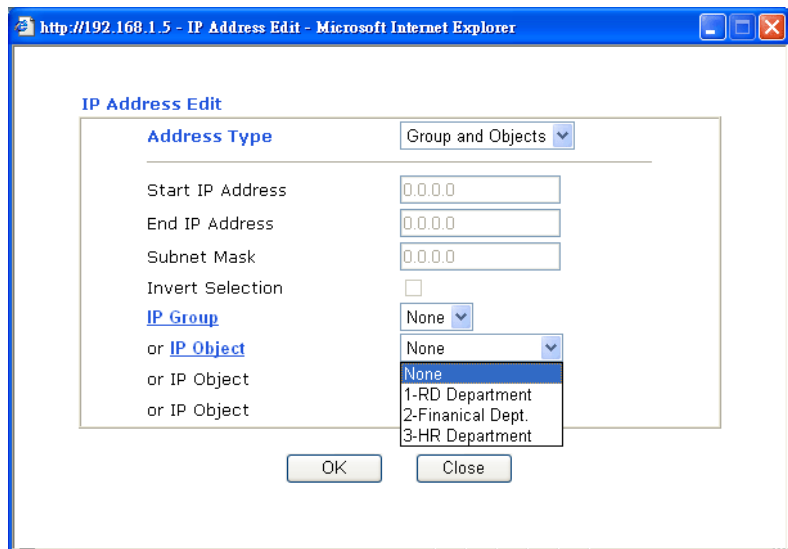 http://192.168.1.5 - IP Address Edit - Microsoft Internet Explorer
IP Address Edit
Address Type Group and Objects
Start IP Address 0.0.0.0
End IP Address 0.0.0.0
Subnet Mask 0.0.0.0
Invert Selection
IP Group None
or IP Object None
or IP Object None
1-RD Department
2-Finanical Dept.
or IP Object
3-HR Department
OK Close